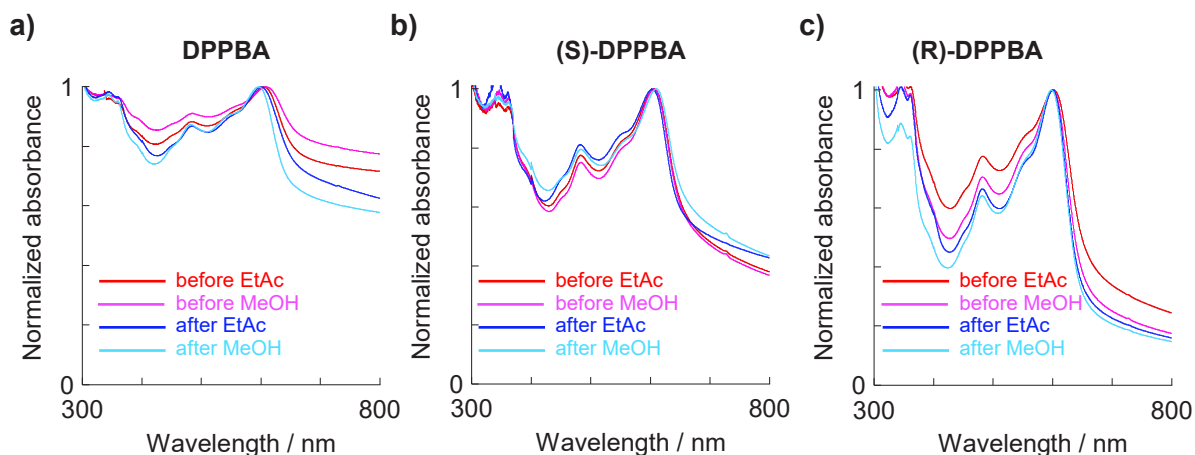 a)
DPPBA
1
Normalized absorbance
before EtAc
before MeOH
after EtAc
after MeOH
0
300
800
Wavelength / nm
b)
(S)-DPPBA
1
Normalized absorbance
before EtAc
before MeOH
after EtAc
after MeOH
0
300
800
Wavelength / nm
c)
(R)-DPPBA
1
Normalized absorbance
before EtAc
before MeOH
after EtAc
after MeOH
0
300
800
Wavelength / nm